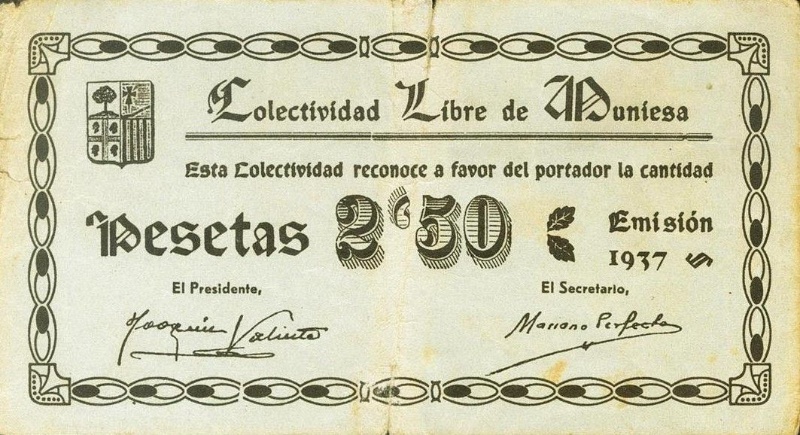 Colectividad Libre de Muniesa
Esta Colectividad reconoce a favor del portador la cantidad
Pesetas 2'50 Emisión
1937
El Presidente, El Secretario,
Joaquín Valiente Mariano Perfecto